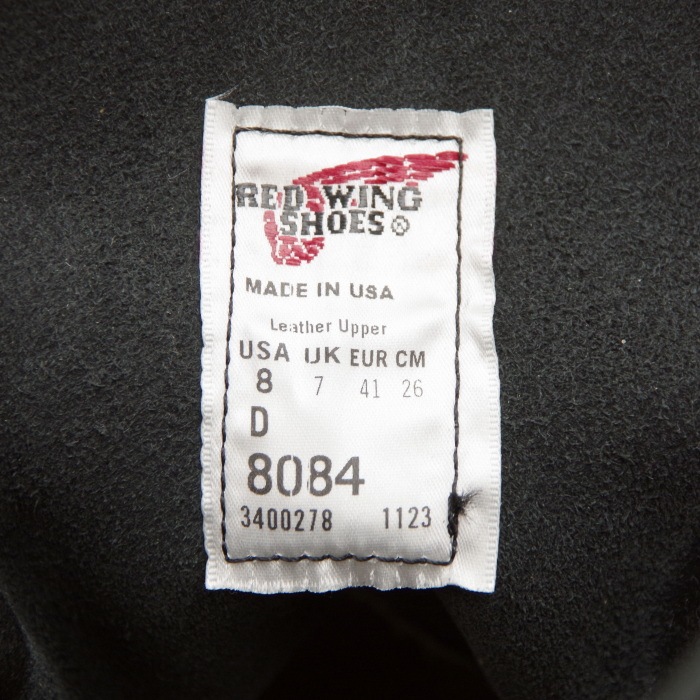 RED WING
SHOES®
MADE IN USA
Leather Upper
USA UK EUR CM
8 7 41 26
D
8084
3400278 1123